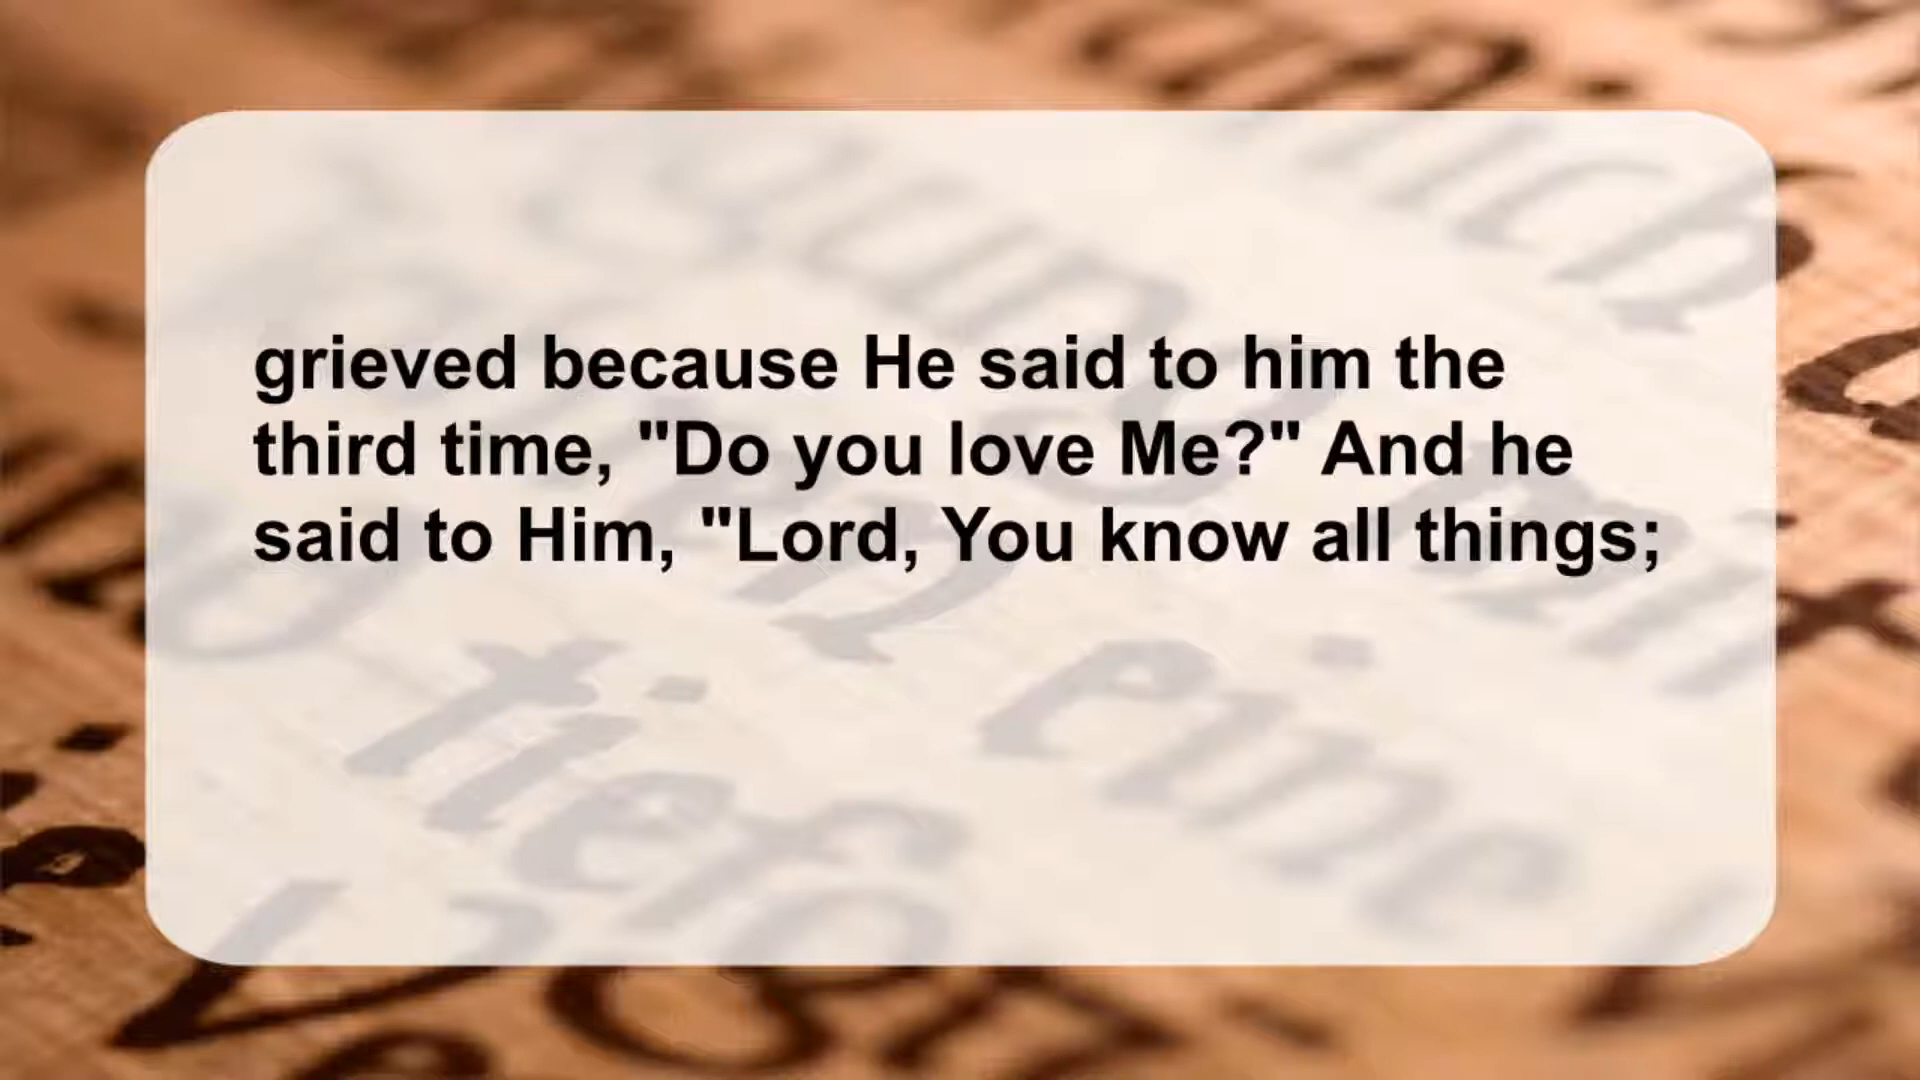 grieved because He said to him the
third time, "Do you love Me?" And he
said to Him, "Lord, You know all things;